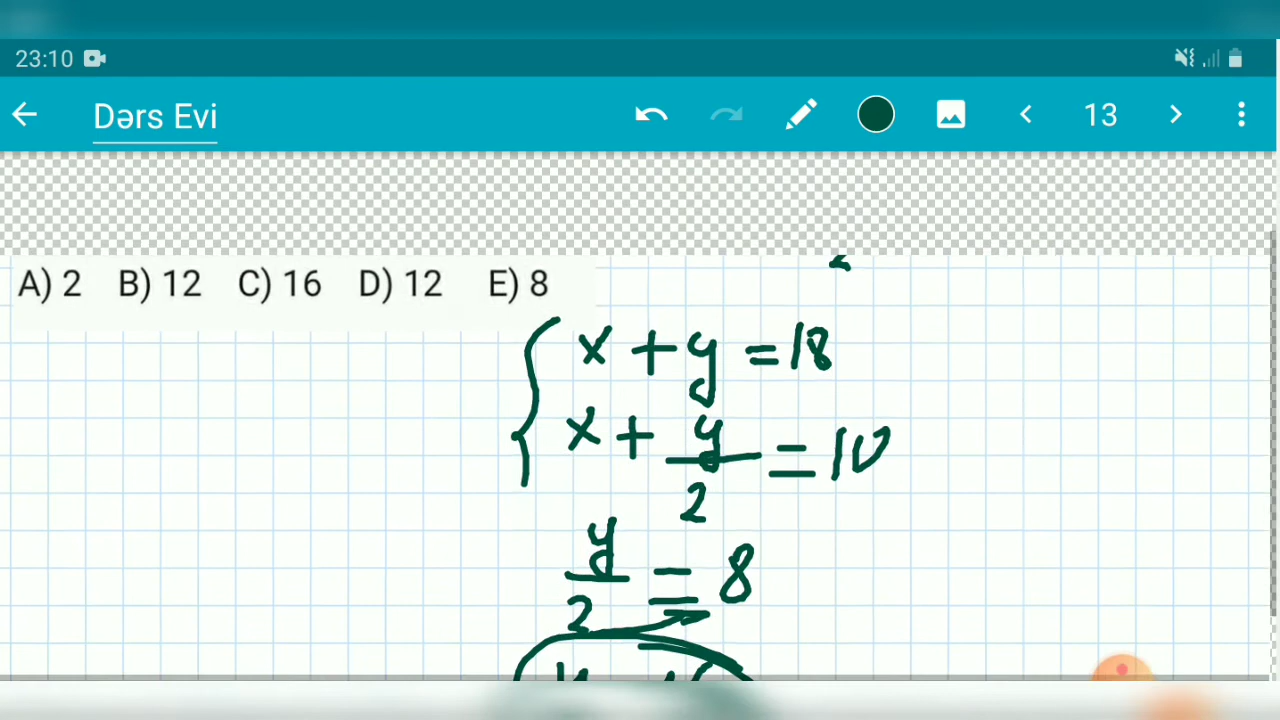 23:10
Dərs Evi 13
A) 2 B) 12 C) 16 D) 12 E) 8
x + y = 18
x + y/2 = 10
y/2 = 8